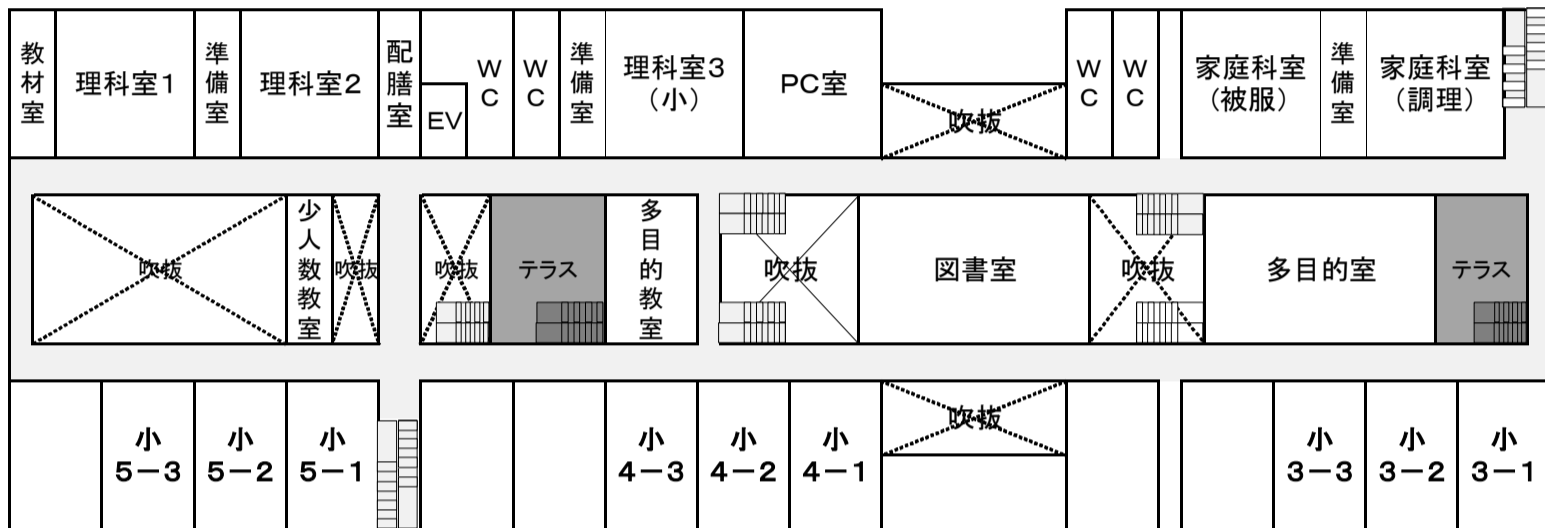 教材室
理科室1
準備室
理科室2
配膳室
EV
WC
WC
準備室
理科室3
(小)
PC室
吹抜
WC
WC
家庭科室
(被服)
準備室
家庭科室
(調理)
吹抜
少人数教室
吹抜
吹抜
テラス
多目的教室
吹抜
図書室
吹抜
多目的室
テラス
小
5-3
小
5-2
小
5-1
小
4-3
小
4-2
小
4-1
吹抜
小
3-3
小
3-2
小
3-1